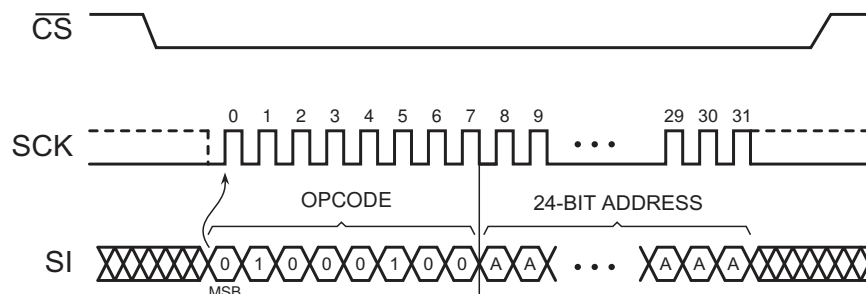 CS
0 1 2 3 4 5 6 7 8 9 29 30 31
SCK
OPCODE 24-BIT ADDRESS
SI 0 1 0 0 0 1 0 0 A A A A A
MSB